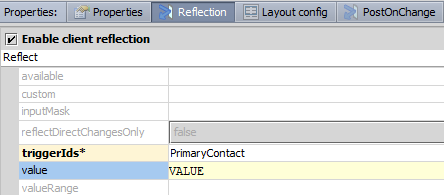 Properties: Properties Reflection Layout config PostOnChange
Enable client reflection
Reflect
available
custom
inputMask
reflectDirectChangesOnly false
triggerIds* PrimaryContact
value VALUE
valueRange